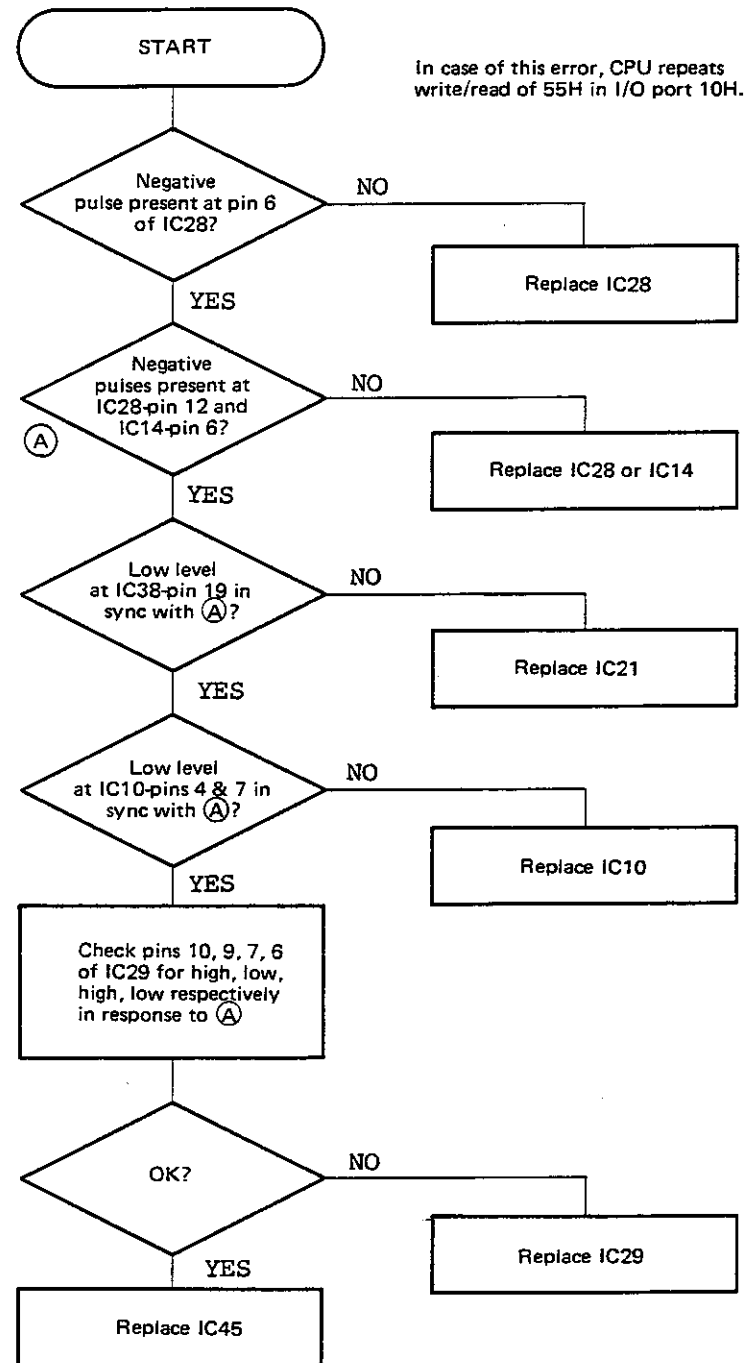 START
In case of this error, CPU repeats
write/read of 55H in I/O port 10H.
Negative
pulse present at pin 6
of IC28?
NO
Replace IC28
YES
Negative
pulses present at
IC28-pin 12 and
IC14-pin 6?
A
NO
Replace IC28 or IC14
YES
Low level
at IC38-pin 19 in
sync with Ⓐ?
NO
Replace IC21
YES
Low level
at IC10-pins 4 & 7 in
sync with Ⓐ?
NO
Replace IC10
YES
Check pins 10, 9, 7, 6
of IC29 for high, low,
high, low respectively
in response to Ⓐ
OK?
NO
Replace IC29
YES
Replace IC45